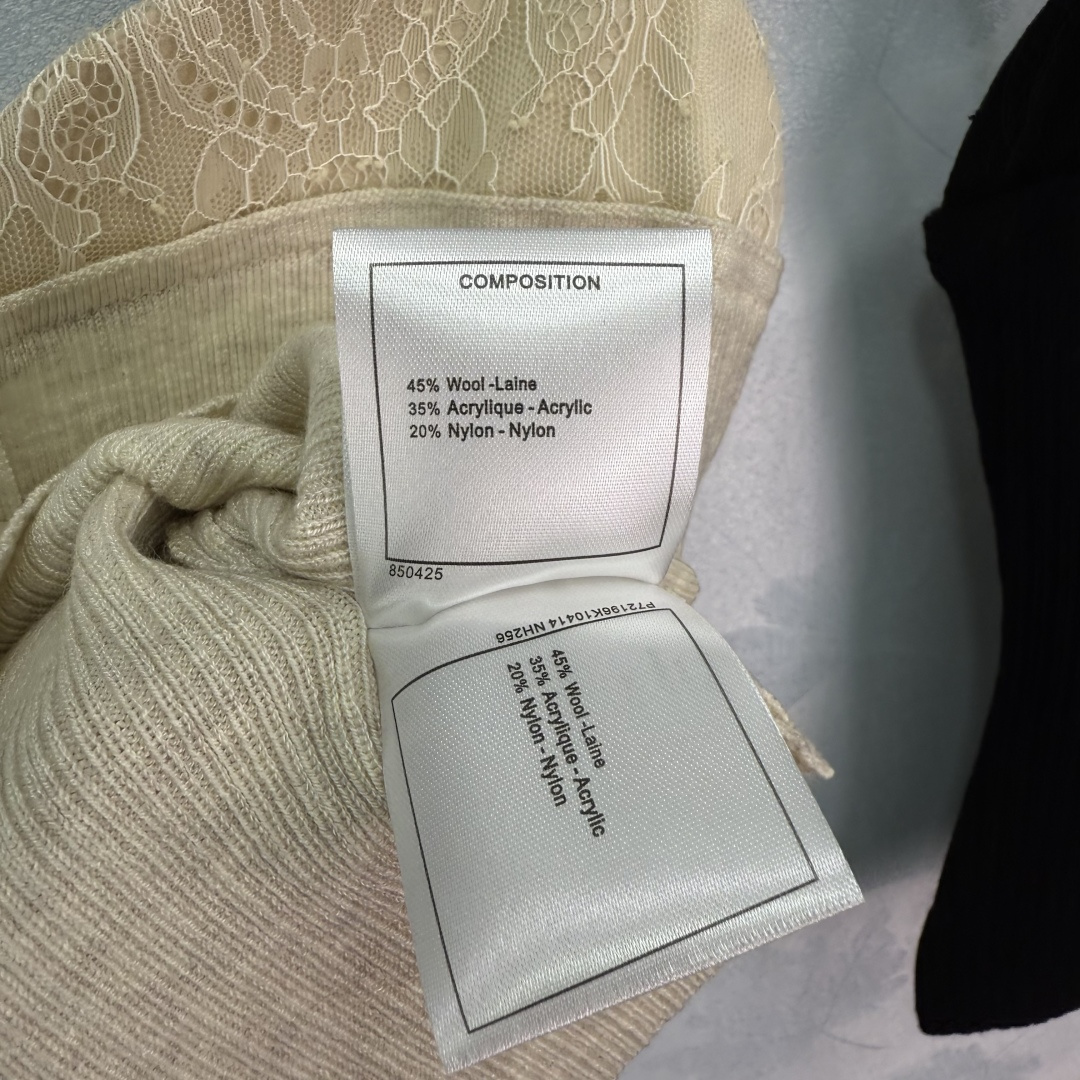 COMPOSITION
45% Wool -Laine
35% Acrylique - Acrylic
20% Nylon - Nylon
850425
P72196K10414 NH256
45% Wool -Laine
35% Acrylique - Acrylic
20% Nylon - Nylon